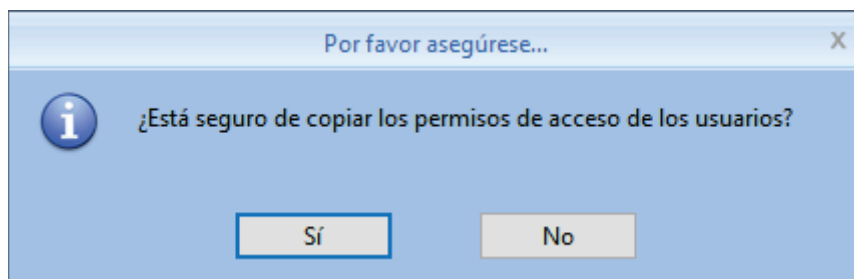 Por favor asegúrese...
X
¿Está seguro de copiar los permisos de acceso de los usuarios?
Sí
No